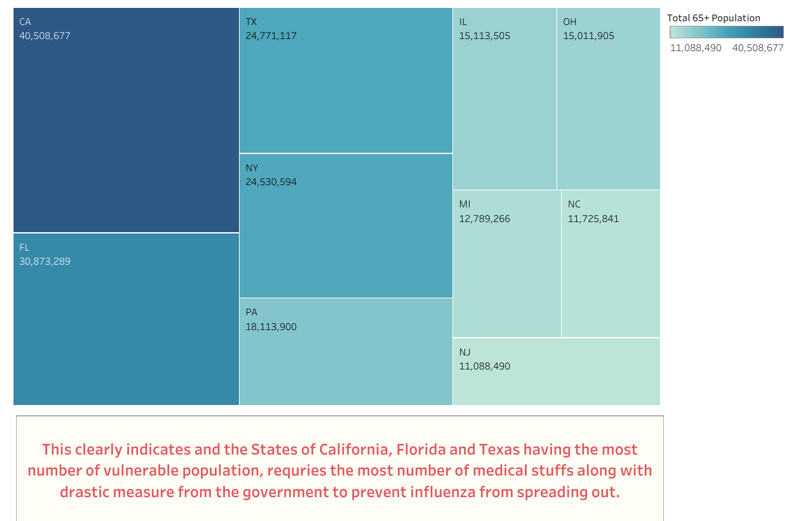 CA
40,508,677
FL
30,873,289
TX
24,771,117
NY
24,530,594
PA
18,113,900
IL
15,113,505
OH
15,011,905
MI
12,789,266
NC
11,725,841
NJ
11,088,490
Total 65+ Population
11,088,490 40,508,677
This clearly indicates and the States of California, Florida and Texas having the most
number of vulnerable population, requries the most number of medical stuffs along with
drastic measure from the government to prevent influenza from spreading out.